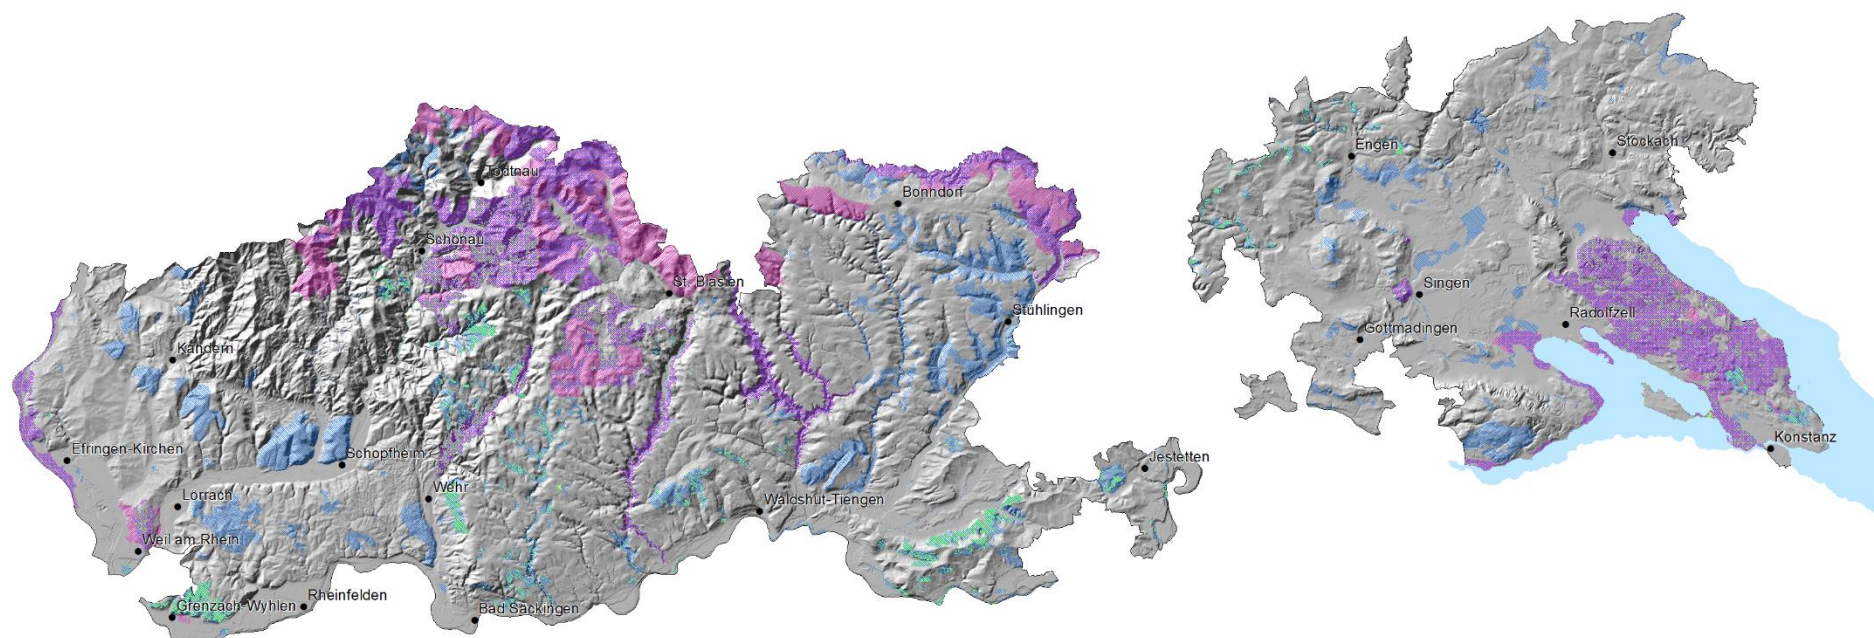 Todtnau
Schönau
St. Blasien
Bonndorf
Stühlingen
Kandern
Efringen-Kirchen
Schopfheim
Lörrach
Wehr
Weil am Rhein
Waldshut-Tiengen
Jestetten
Grenzach-Wyhlen
Rheinfelden
Bad Säckingen
Engen
Stockach
Singen
Gottmadingen
Radolfzell
Konstanz